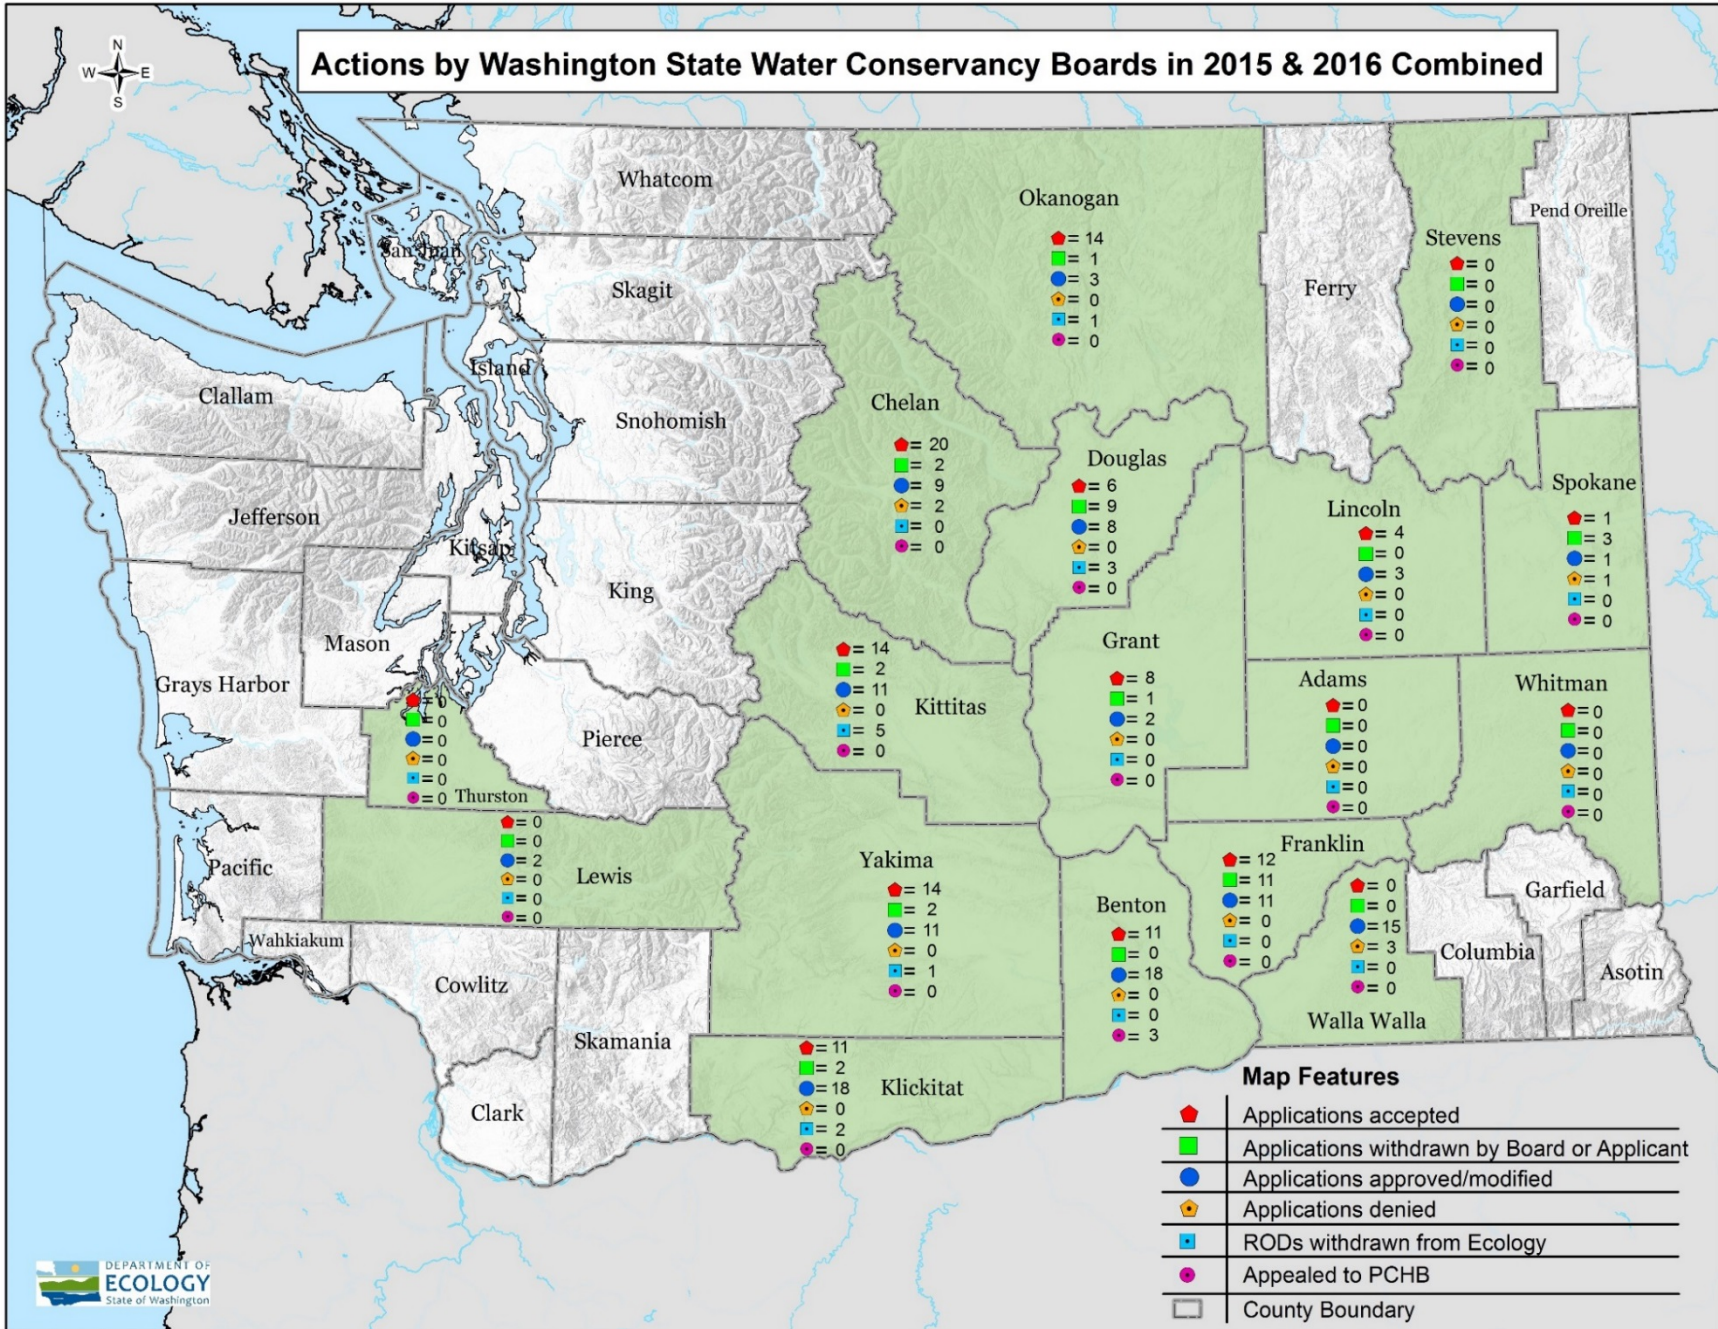 Actions by Washington State Water Conservancy Boards in 2015 & 2016 Combined
N
W
E
S
Whatcom
San Juan
Skagit
Island
Snohomish
Clallam
Jefferson
Kitsap
King
Mason
Grays Harbor
Pierce
Pacific
Wahkiakum
Cowlitz
Clark
Skamania
Okanogan
= 14
= 1
= 3
= 0
= 1
= 0
Ferry
Stevens
= 0
= 0
= 0
= 0
= 0
= 0
Pend Oreille
Chelan
= 20
= 2
= 9
= 2
= 0
= 0
Douglas
= 6
= 9
= 8
= 0
= 3
= 0
Lincoln
= 4
= 0
= 3
= 0
= 0
= 0
Spokane
= 1
= 3
= 1
= 1
= 0
= 0
Kittitas
= 14
= 2
= 11
= 0
= 5
= 0
Grant
= 8
= 1
= 2
= 0
= 0
= 0
Adams
= 0
= 0
= 0
= 0
= 0
= 0
Whitman
= 0
= 0
= 0
= 0
= 0
= 0
= 0
= 0
= 0
= 0
= 0
= 0
Thurston
= 0
= 0
= 2
= 0
= 0
= 0
Lewis
Yakima
= 14
= 2
= 11
= 0
= 1
= 0
Benton
= 11
= 0
= 18
= 0
= 0
= 3
Franklin
= 12
= 11
= 11
= 0
= 0
= 0
= 0
= 0
= 15
= 3
= 0
= 0
Walla Walla
Columbia
Garfield
Asotin
= 11
= 2
= 18
= 0
= 2
= 0
Klickitat
Map Features
Applications accepted
Applications withdrawn by Board or Applicant
Applications approved/modified
Applications denied
RODs withdrawn from Ecology
Appealed to PCHB
County Boundary
DEPARTMENT OF
ECOLOGY
State of Washington